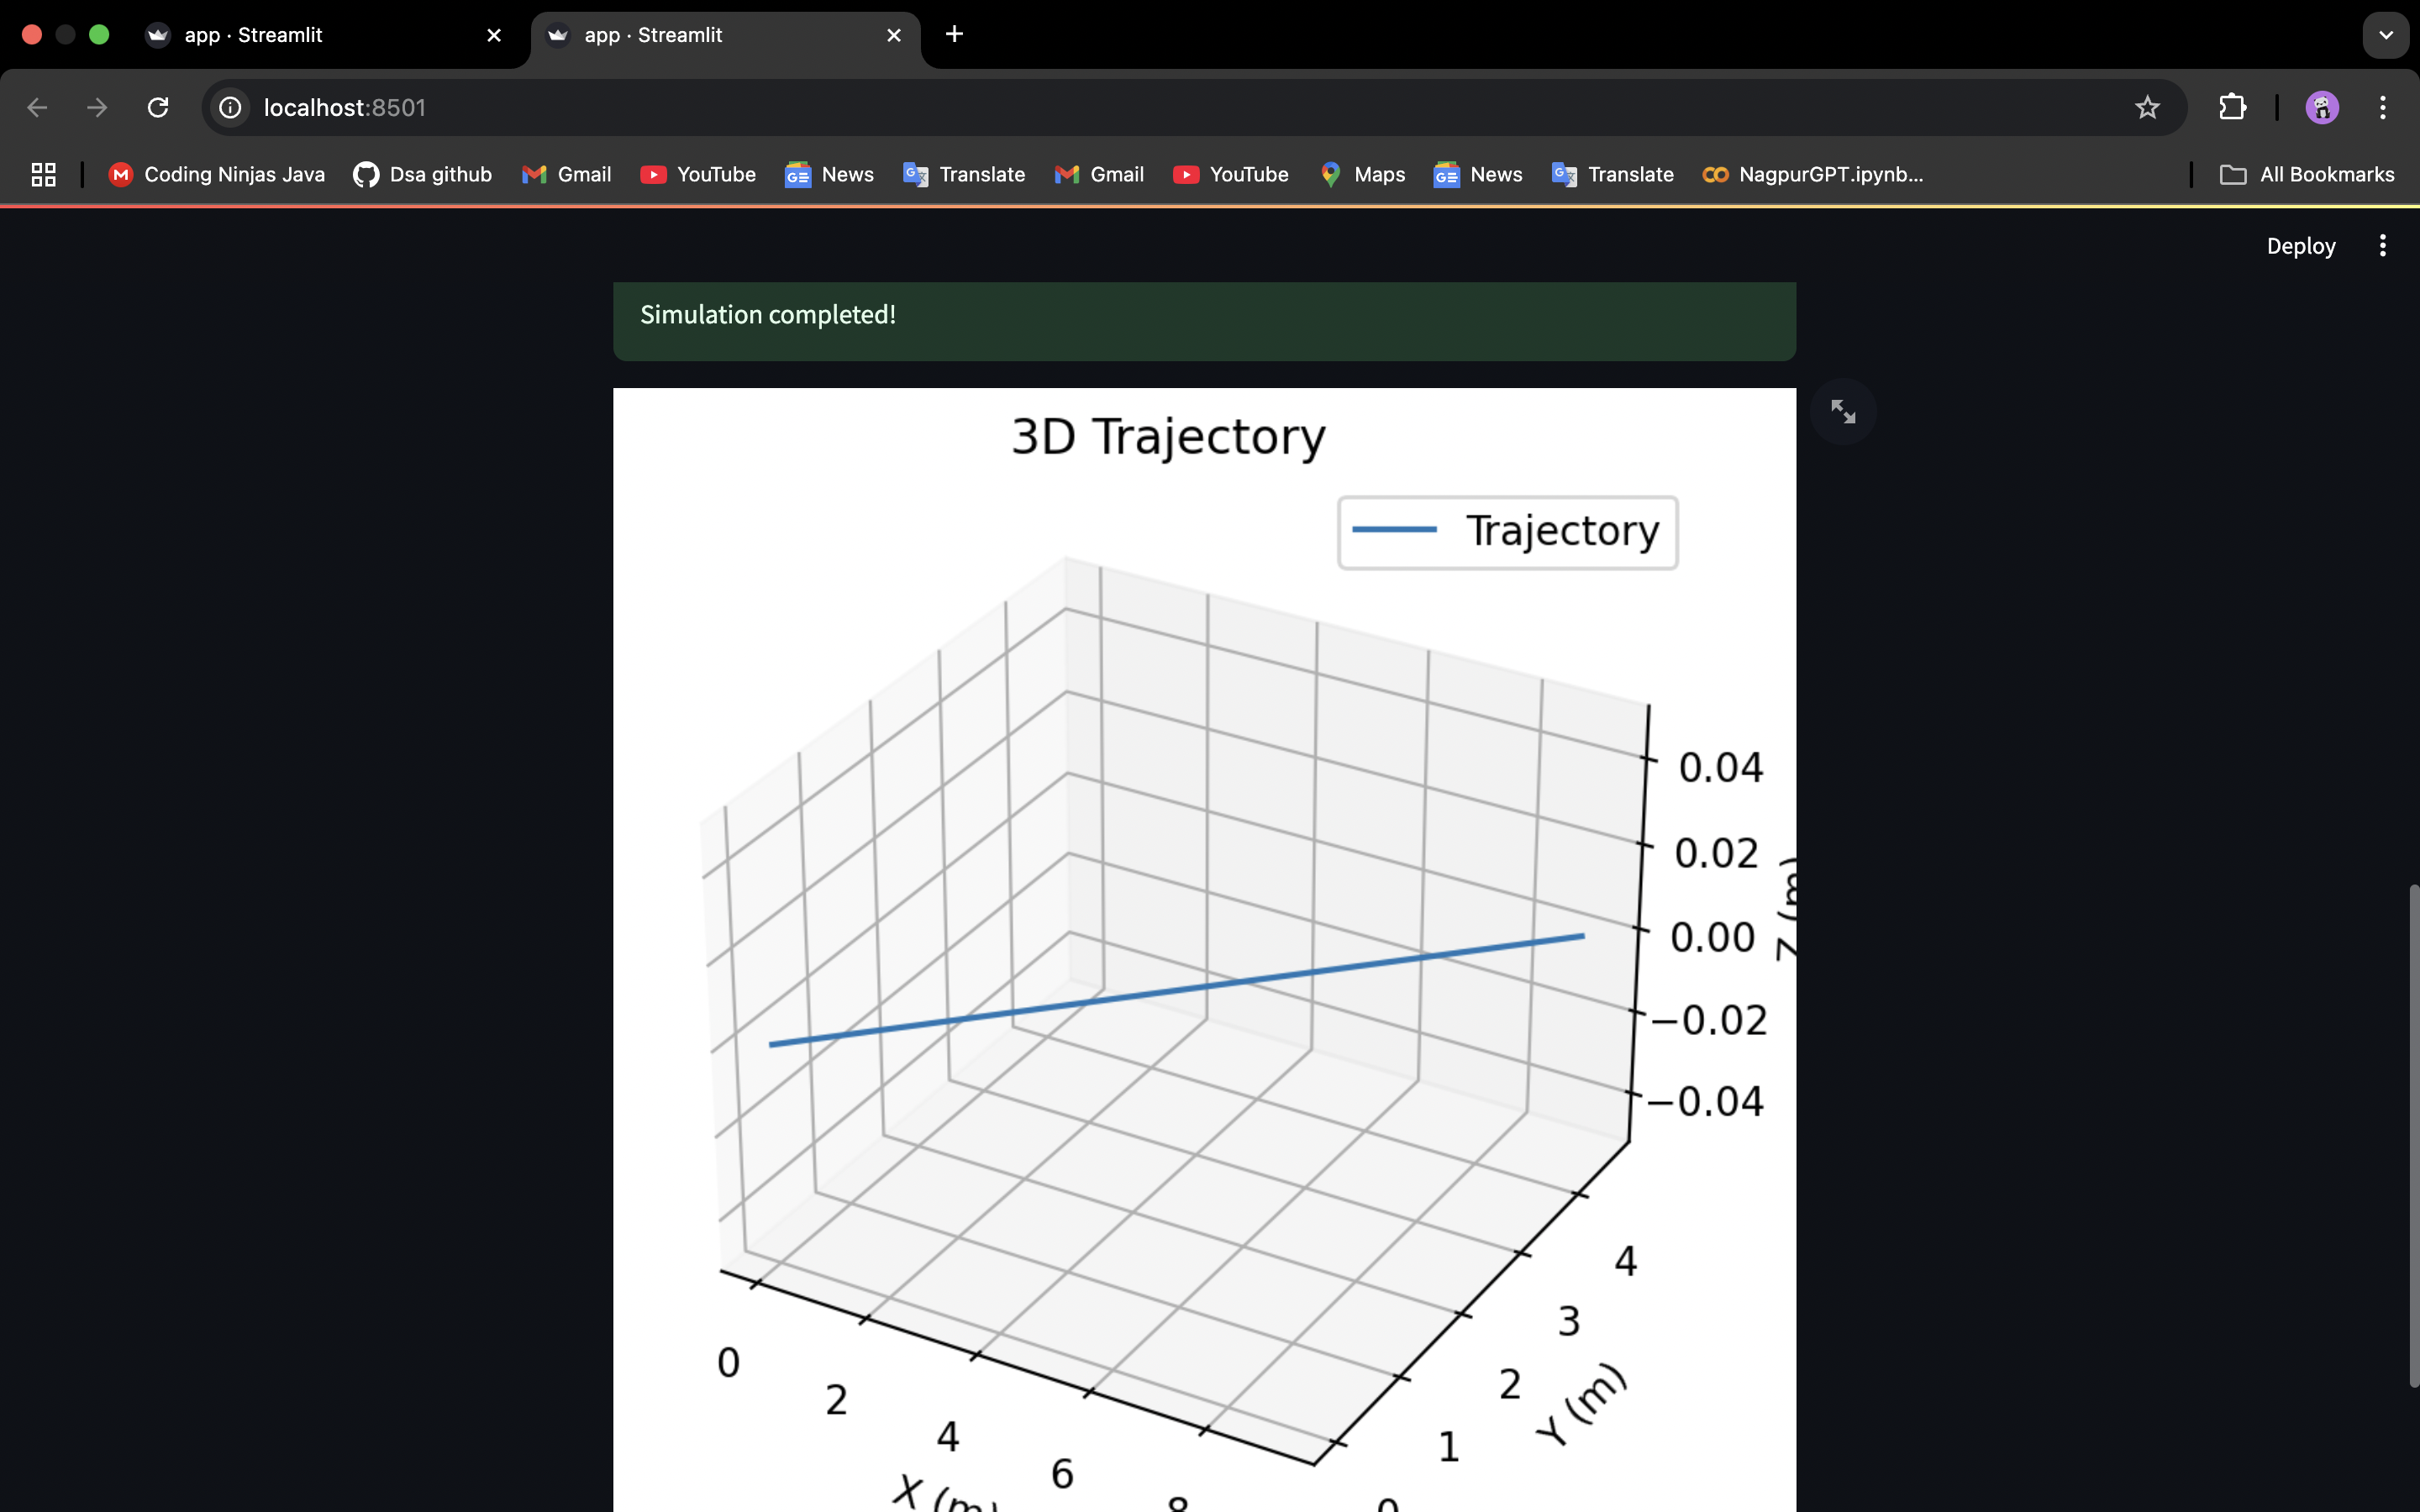 app · Streamlit
app · Streamlit
localhost:8501
Coding Ninjas Java
Dsa github
Gmail
YouTube
News
Translate
Gmail
YouTube
Maps
News
Translate
NagpurGPT.ipynb...
All Bookmarks
Deploy
Simulation completed!
3D Trajectory
Trajectory
0.04
0.02
0.00
−0.02
−0.04
Z (m)
4
3
2
1
0
Y (m)
0
2
4
6
8
X (m)